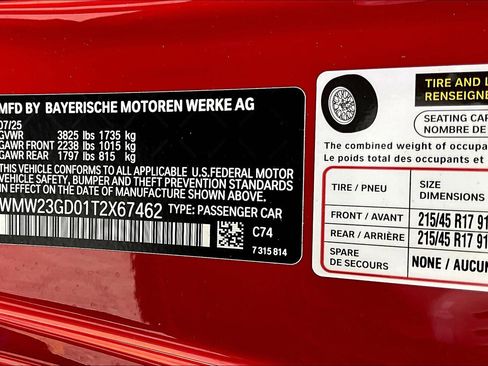 MFD BY BAYERISCHE MOTOREN WERKE AG
07/25
GVWR 3825 lbs 1735 kg
GAWR FRONT 2238 lbs 1015 kg
GAWR REAR 1797 lbs 815 kg
THIS VEHICLE CONFORMS TO ALL APPLICABLE U.S.FEDERAL MOTOR
VEHICLE SAFETY, BUMPER AND THEFT PREVENTION STANDARDS
IN EFFECT ON THE DATE OF MANUFACTURE SHOWN ABOVE.
WMW23GD01T2X67462 TYPE: PASSENGER CAR
C74
7 315 814
TIRE AND
RENSEIGNEME
SEATING CAP
NOMBRE DE
The combined weight of occupants
Le poids total des occupants et
TIRE / PNEU
SIZE
DIMENSIONS
FRONT / AVANT 215/45 R17 91
REAR / ARRIÈRE 215/45 R17 91
SPARE
DE SECOURS
NONE / AUCUN